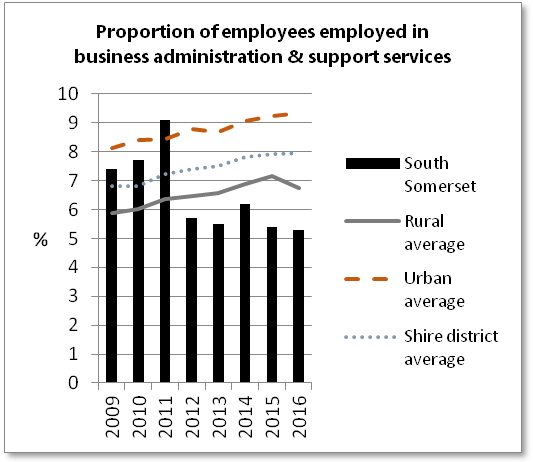 Proportion of employees employed in
business administration & support services
10
9
8
7
6
5
4
3
2
1
0
%
2009
2010
2011
2012
2013
2014
2015
2016
South
Somerset
Rural
average
Urban
average
Shire district
average